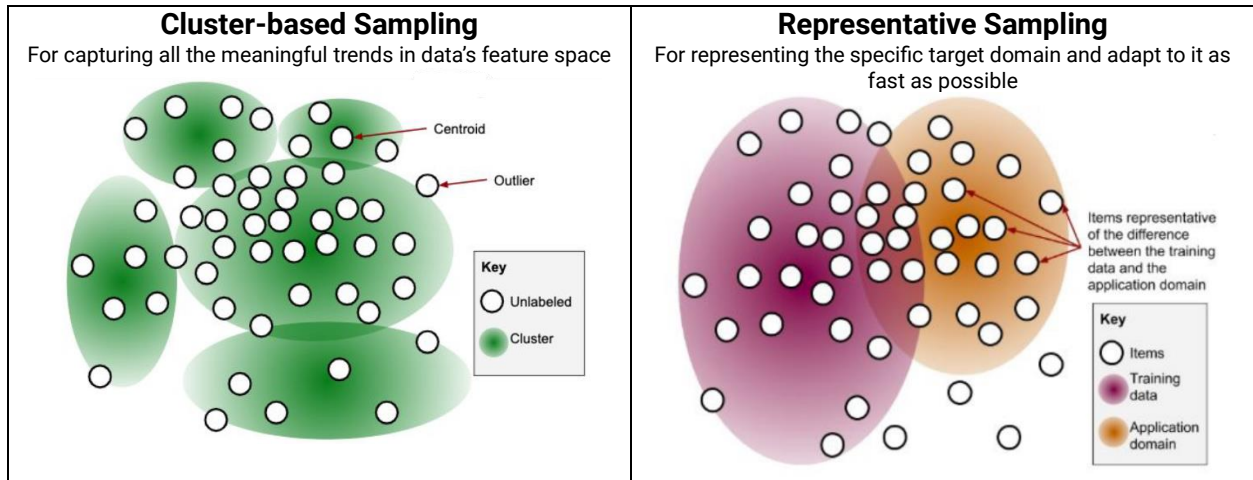 Cluster-based Sampling
For capturing all the meaningful trends in data's feature space
Centroid
Outlier
Key
Unlabeled
Cluster
Representative Sampling
For representing the specific target domain and adapt to it as
fast as possible
Items representative
of the difference
between the training
data and the
application domain
Key
Items
Training
data
Application
domain